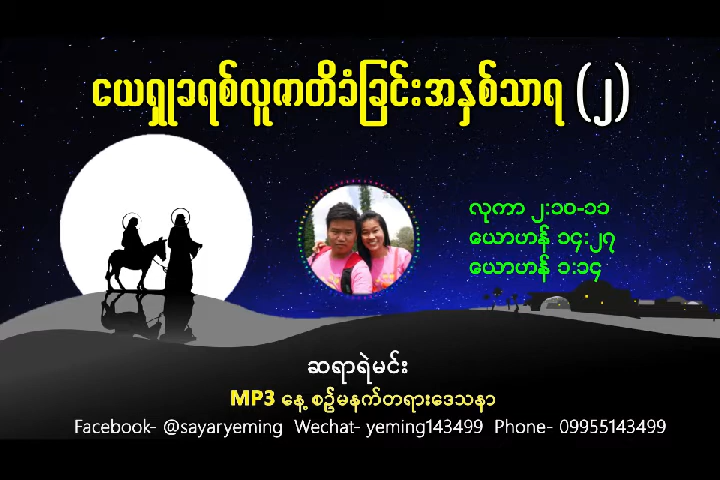 ယေရှုခရစ်လူဇာတိခံခြင်းအနှစ်သာရ (၂)
လုကာ ၂:၁၀-၁၁
ယောဟန် ၁၄:၂၇
ယောဟန် ၁:၁၄
ဆရာရဲမင်း
MP3 နေ့ စဉ်မနက်တရားဒေသနာ
Facebook- @sayaryeming Wechat- yeming143499 Phone- 09955143499